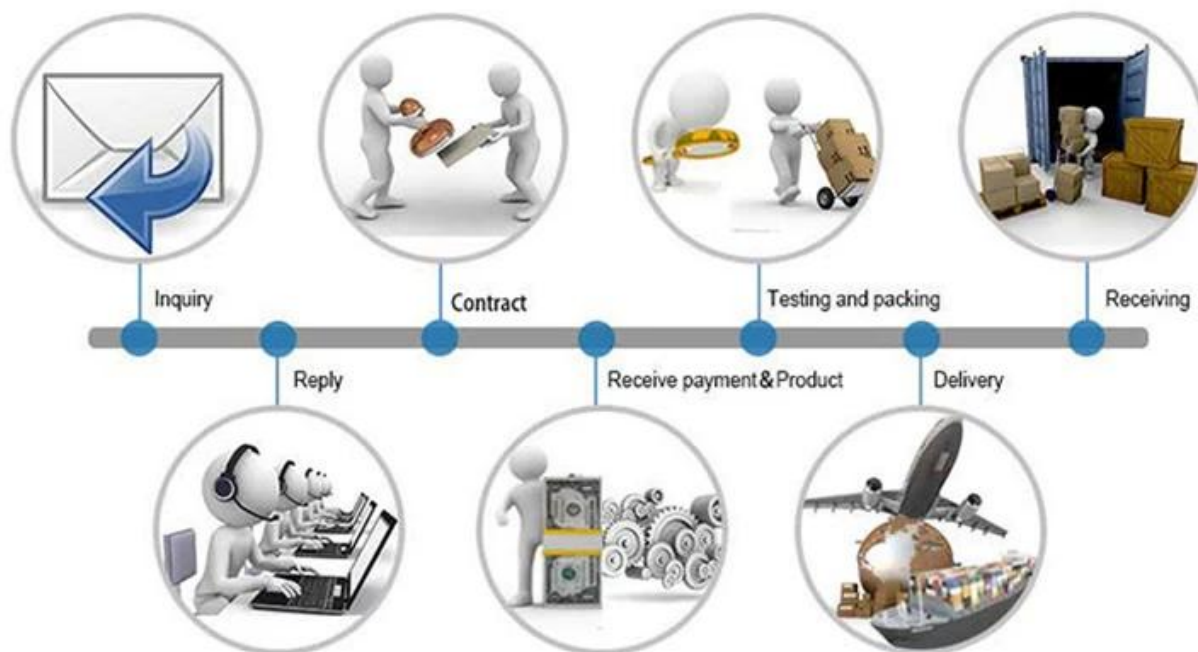 Inquiry
Contract
Testing and packing
Receiving
Reply
Receive payment&Product
Delivery